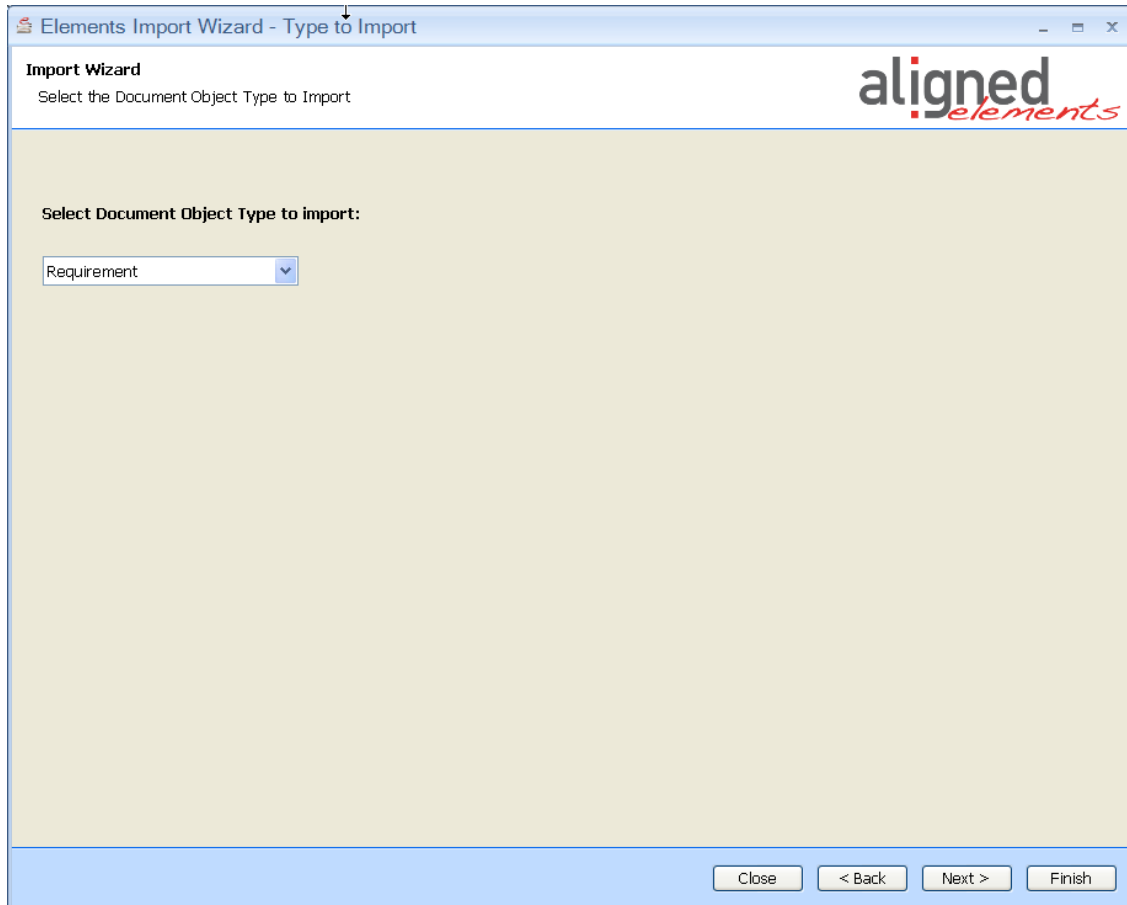 Elements Import Wizard - Type to Import
Import Wizard
Select the Document Object Type to Import
aligned
elements
Select Document Object Type to import:
Requirement
Close
< Back
Next >
Finish